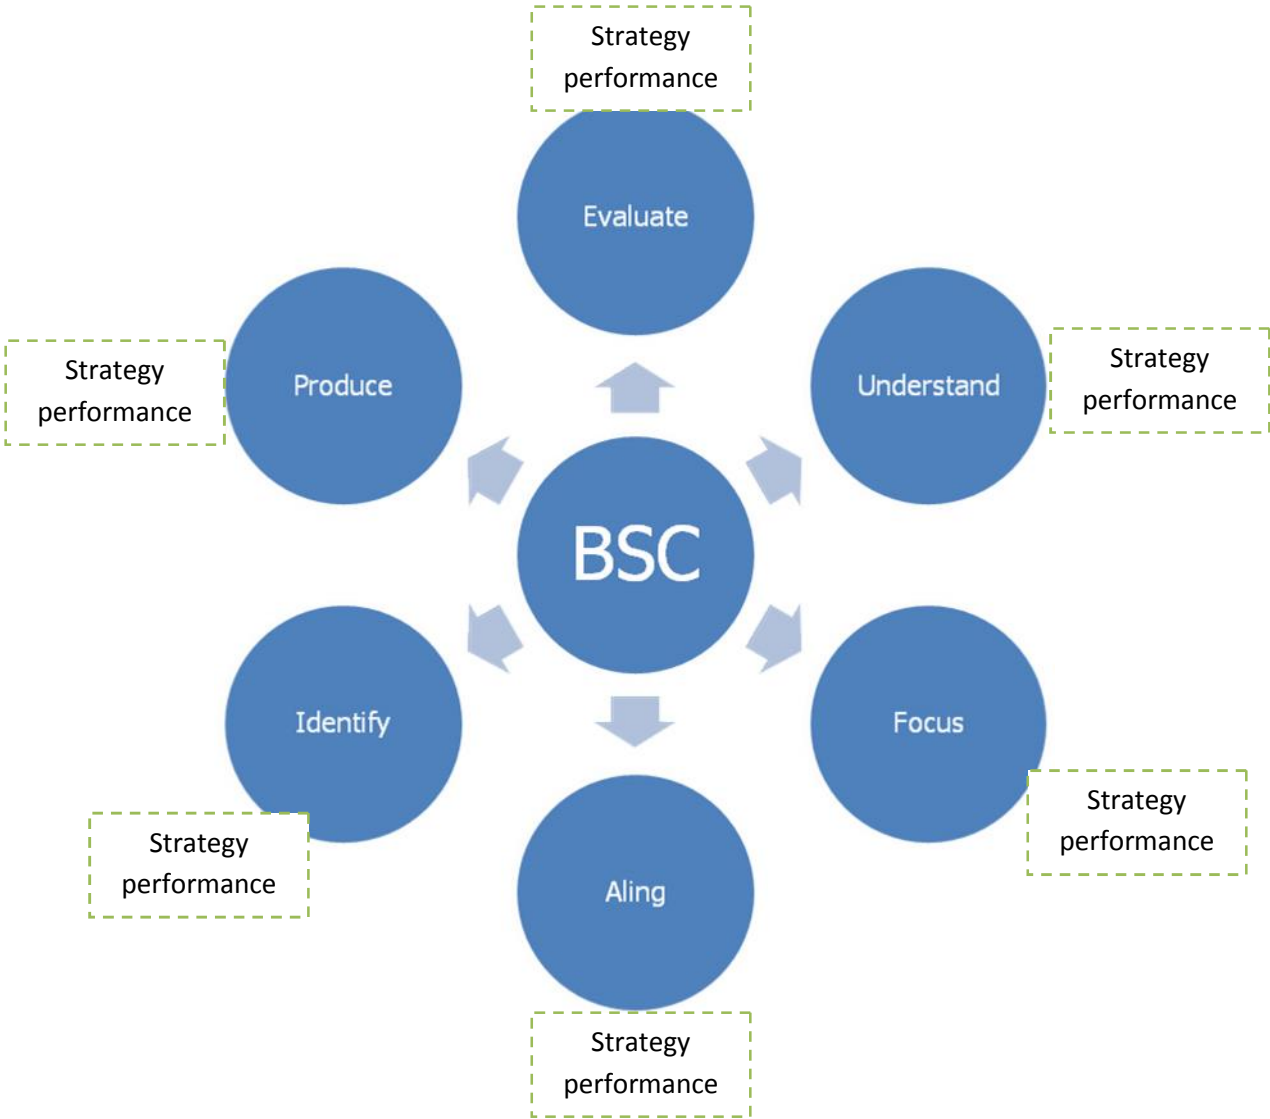 Strategy
performance
Evaluate
Strategy
performance
Produce
Understand
Strategy
performance
BSC
Identify
Focus
Strategy
performance
Strategy
performance
Aling
Strategy
performance